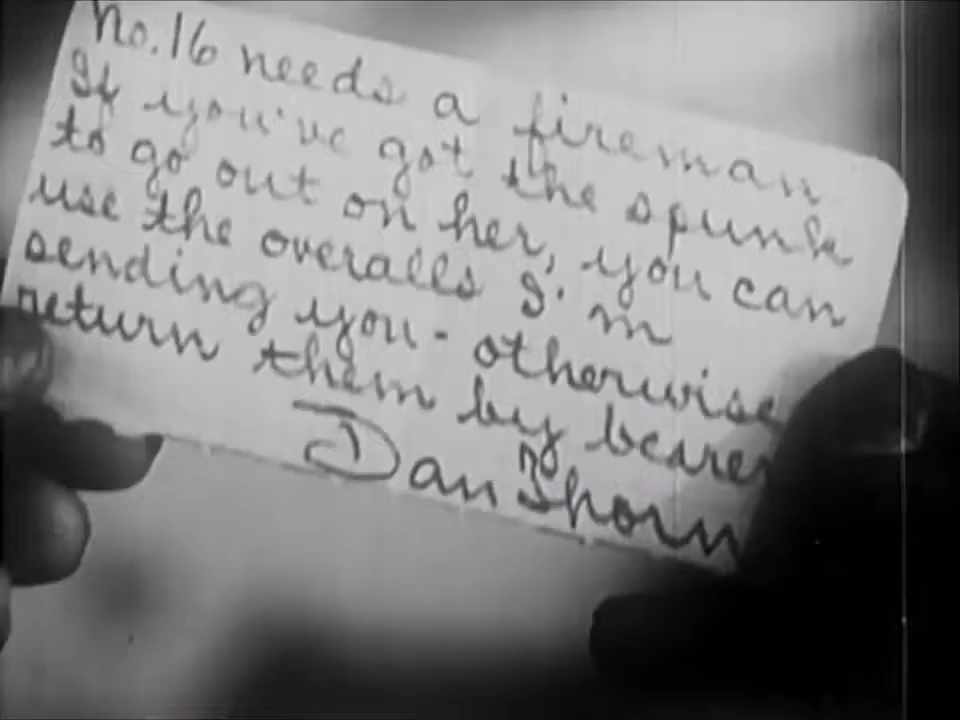 No. 16 needs a fireman
If you've got the spunk
to go out on her, you can
use the overalls I'm
sending you - otherwise
return them by bearer
Dan Thorn